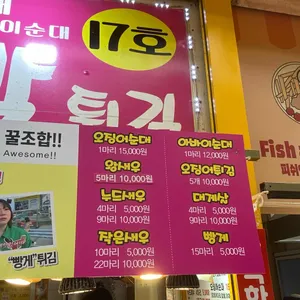 이순대
17호
튀김
꿀조합!!
Awesome!!
"빵게"튀김
오징어순대
1마리 15,000원
왕새우
5마리 10,000원
누드새우
4마리 5,000원
9마리 10,000원
작은새우
10마리 5,000원
22마리 10,000원
아바이순대
1마리 12,000원
오징어튀김
5개 10,000원
대게살
4마리 5,000원
9마리 10,000원
빵게
15마리 5,000원
Fish